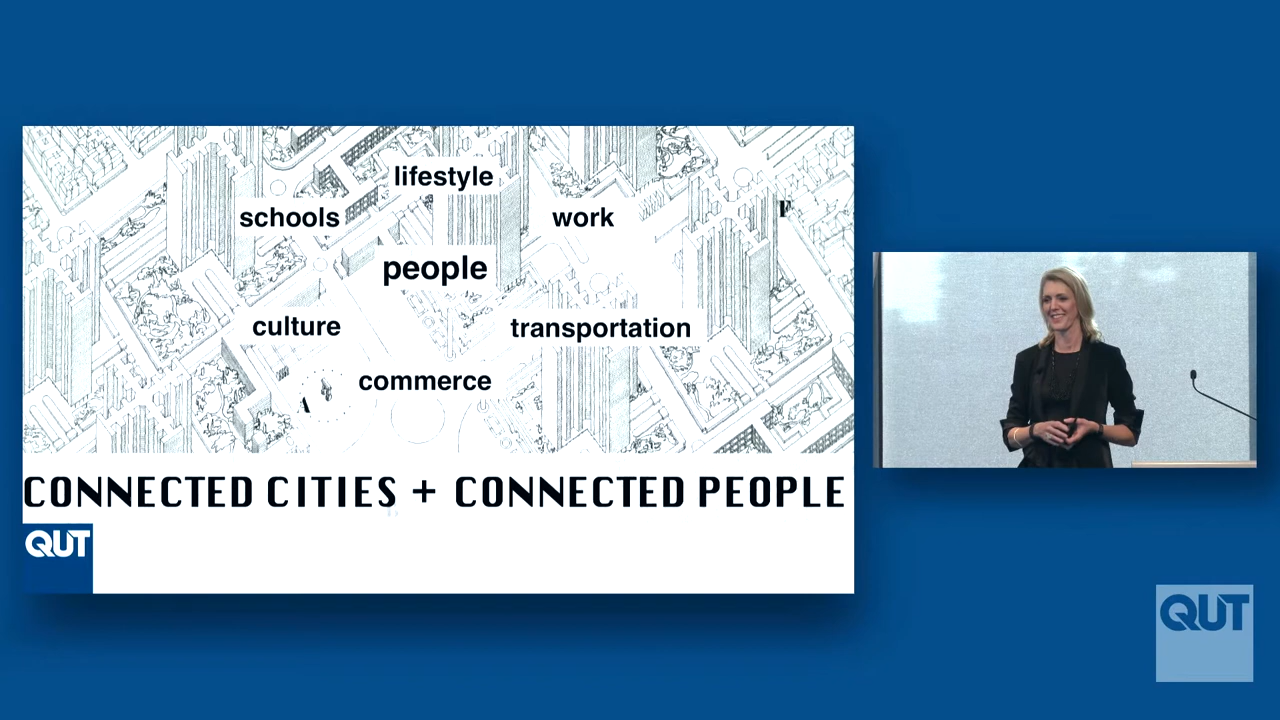 lifestyle
schools
work
F
people
culture
transportation
commerce
CONNECTED CITIES + CONNECTED PEOPLE
QUT
QUT